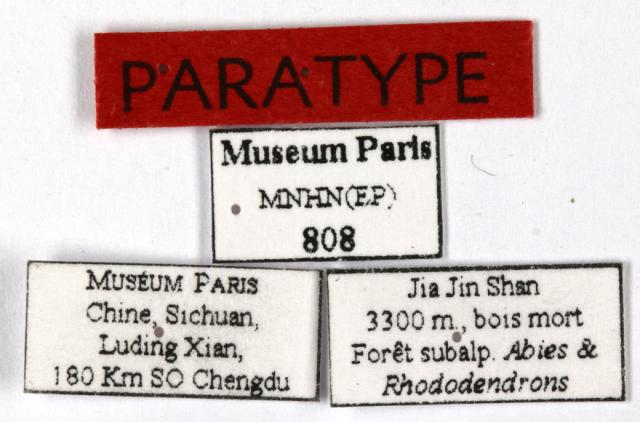 PARATYPE
Museum Paris
MNHN(EP)
808
MUSÉUM PARIS
Chine, Sichuan,
Luding Xian,
180 Km SO Chengdu
Jia Jin Shan
3300 m., bois mort
Forêt subalp. Abies &
Rhododendrons